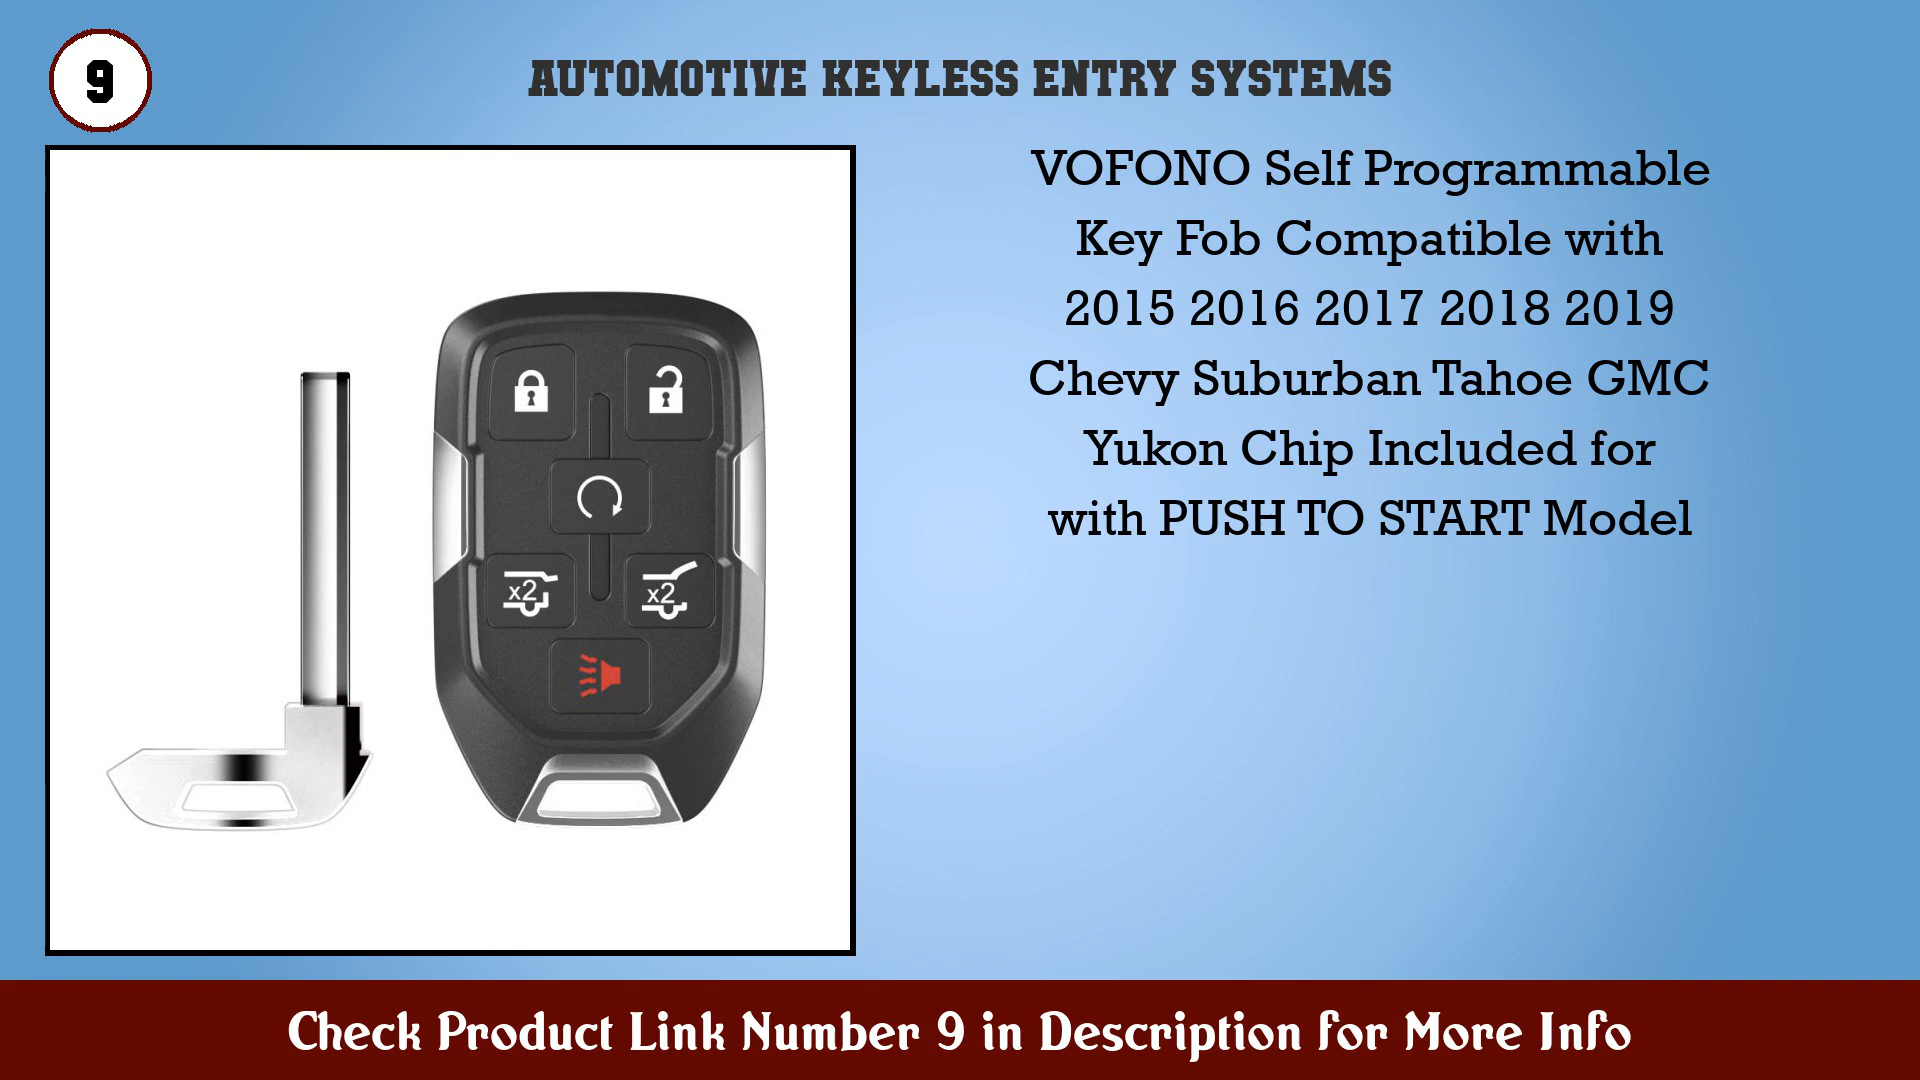 9
AUTOMOTIVE KEYLESS ENTRY SYSTEMS
VOFONO Self Programmable
Key Fob Compatible with
2015 2016 2017 2018 2019
Chevy Suburban Tahoe GMC
Yukon Chip Included for
with PUSH TO START Model
x2 x2
Check Product Link Number 9 in Description for More Info